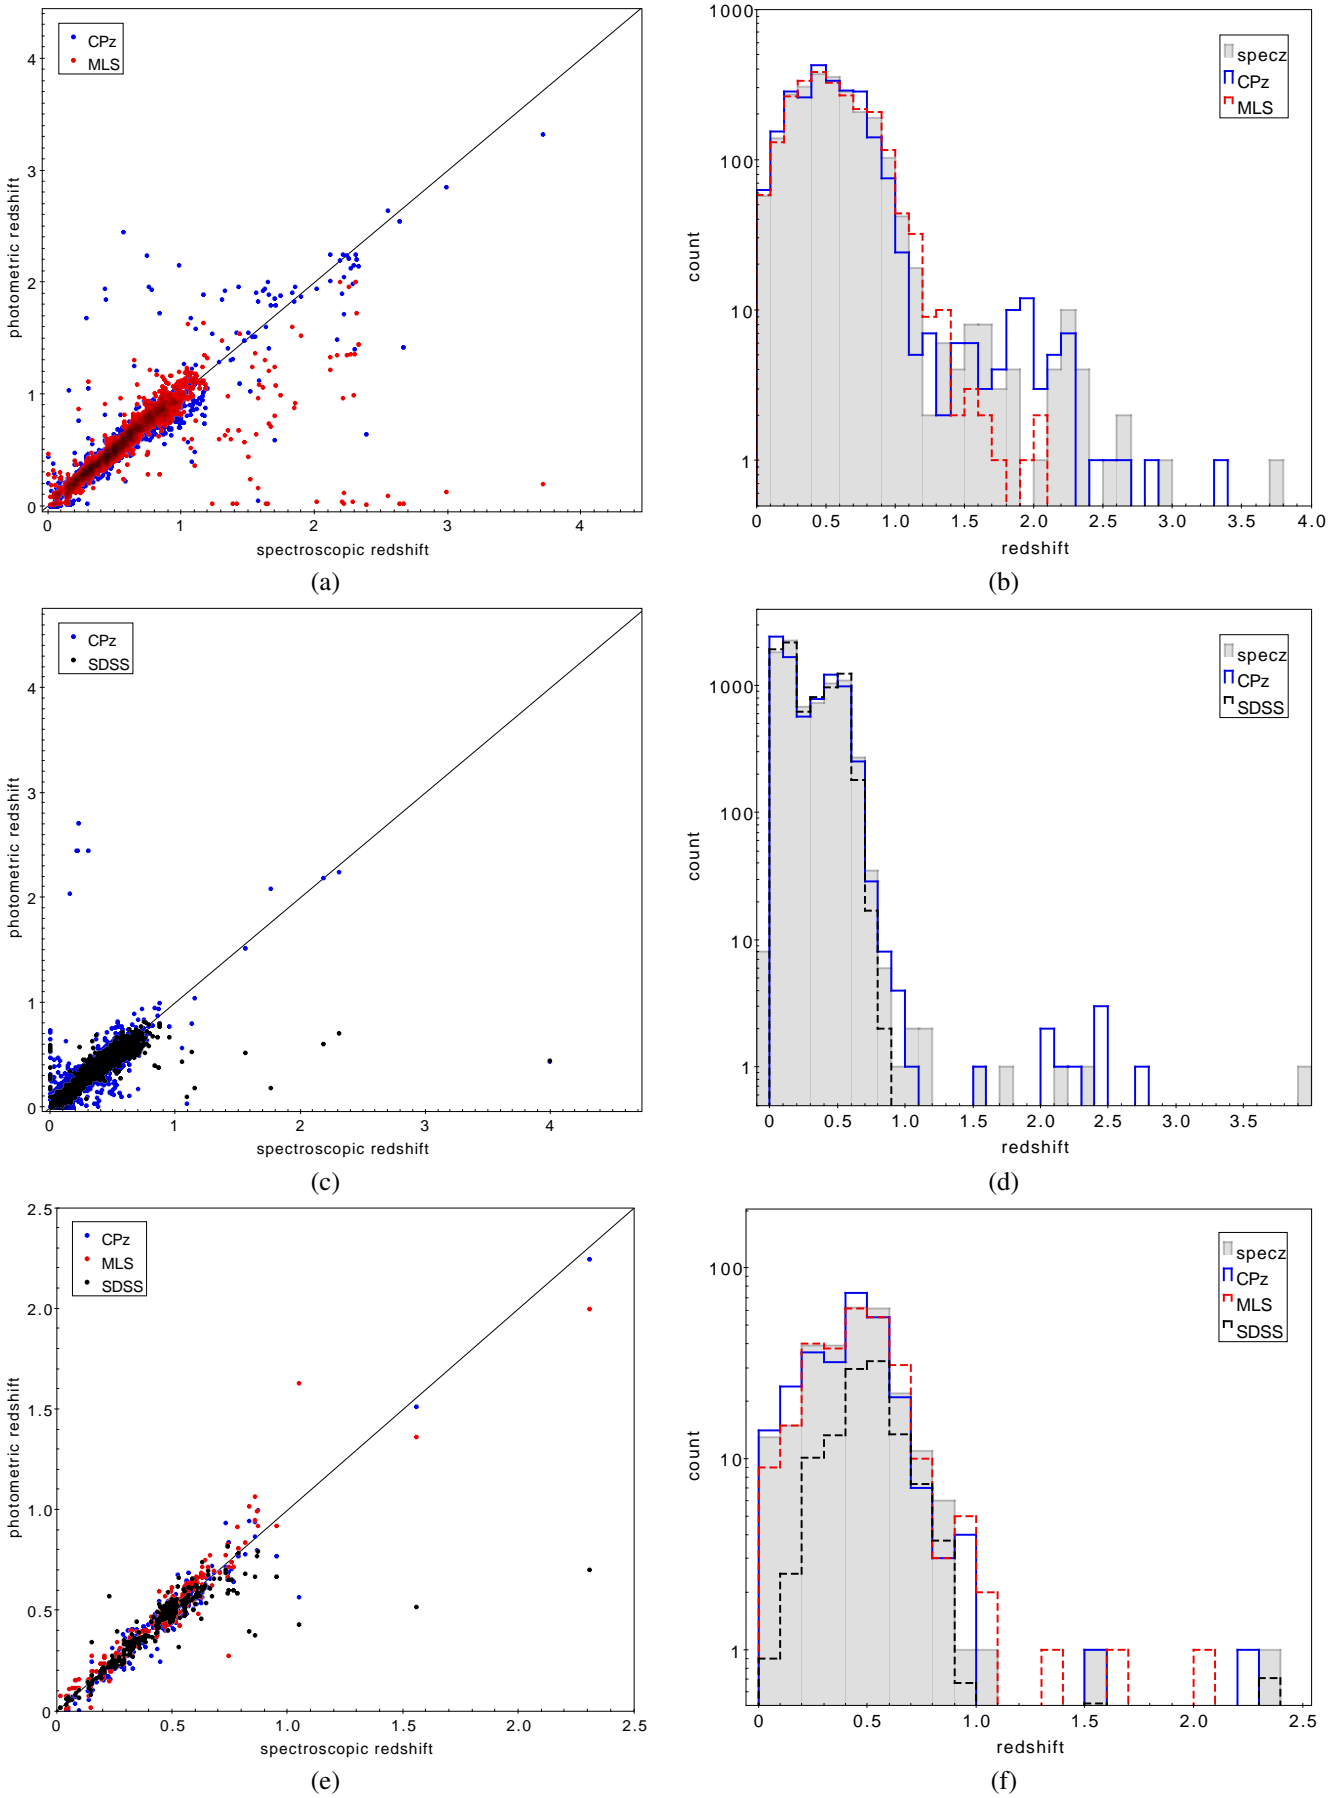 CPz
MLS
4
3
2
1
0
0 1 2 3 4
photometric redshift
spectroscopic redshift
(a)
specz
CPz
MLS
1000
100
10
1
0 0.5 1.0 1.5 2.0 2.5 3.0 3.5 4.0
count
redshift
(b)
CPz
SDSS
4
3
2
1
0
0 1 2 3 4
photometric redshift
spectroscopic redshift
(c)
specz
CPz
SDSS
1000
100
10
1
0 0.5 1.0 1.5 2.0 2.5 3.0 3.5
count
redshift
(d)
CPz
MLS
SDSS
2.5
2.0
1.5
1.0
0.5
0
0 0.5 1.0 1.5 2.0 2.5
photometric redshift
spectroscopic redshift
(e)
specz
CPz
MLS
SDSS
100
10
1
0 0.5 1.0 1.5 2.0 2.5
count
redshift
(f)